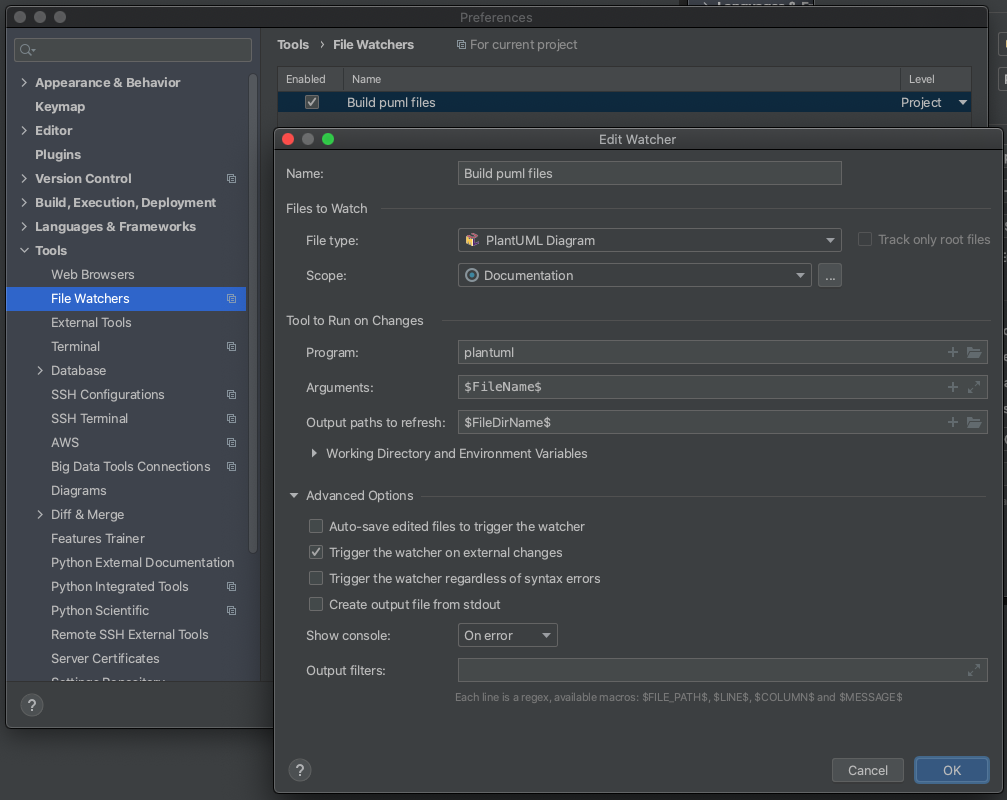 Preferences
Tools › File Watchers For current project
Enabled Name Level
Build puml files Project
Appearance & Behavior
Keymap
Editor
Plugins
Version Control
Build, Execution, Deployment
Languages & Frameworks
Tools
Web Browsers
File Watchers
External Tools
Terminal
Database
SSH Configurations
SSH Terminal
AWS
Big Data Tools Connections
Diagrams
Diff & Merge
Features Trainer
Python External Documentation
Python Integrated Tools
Python Scientific
Remote SSH External Tools
Server Certificates
Settings Repository
?
Edit Watcher
Name: Build puml files
Files to Watch
File type: PlantUML Diagram Track only root files
Scope: Documentation ...
Tool to Run on Changes
Program: plantuml
Arguments: $FileName$
Output paths to refresh: $FileDirName$
Working Directory and Environment Variables
Advanced Options
Auto-save edited files to trigger the watcher
Trigger the watcher on external changes
Trigger the watcher regardless of syntax errors
Create output file from stdout
Show console: On error
Output filters:
Each line is a regex, available macros: $FILE_PATH$, $LINE$, $COLUMN$ and $MESSAGE$
? Cancel OK